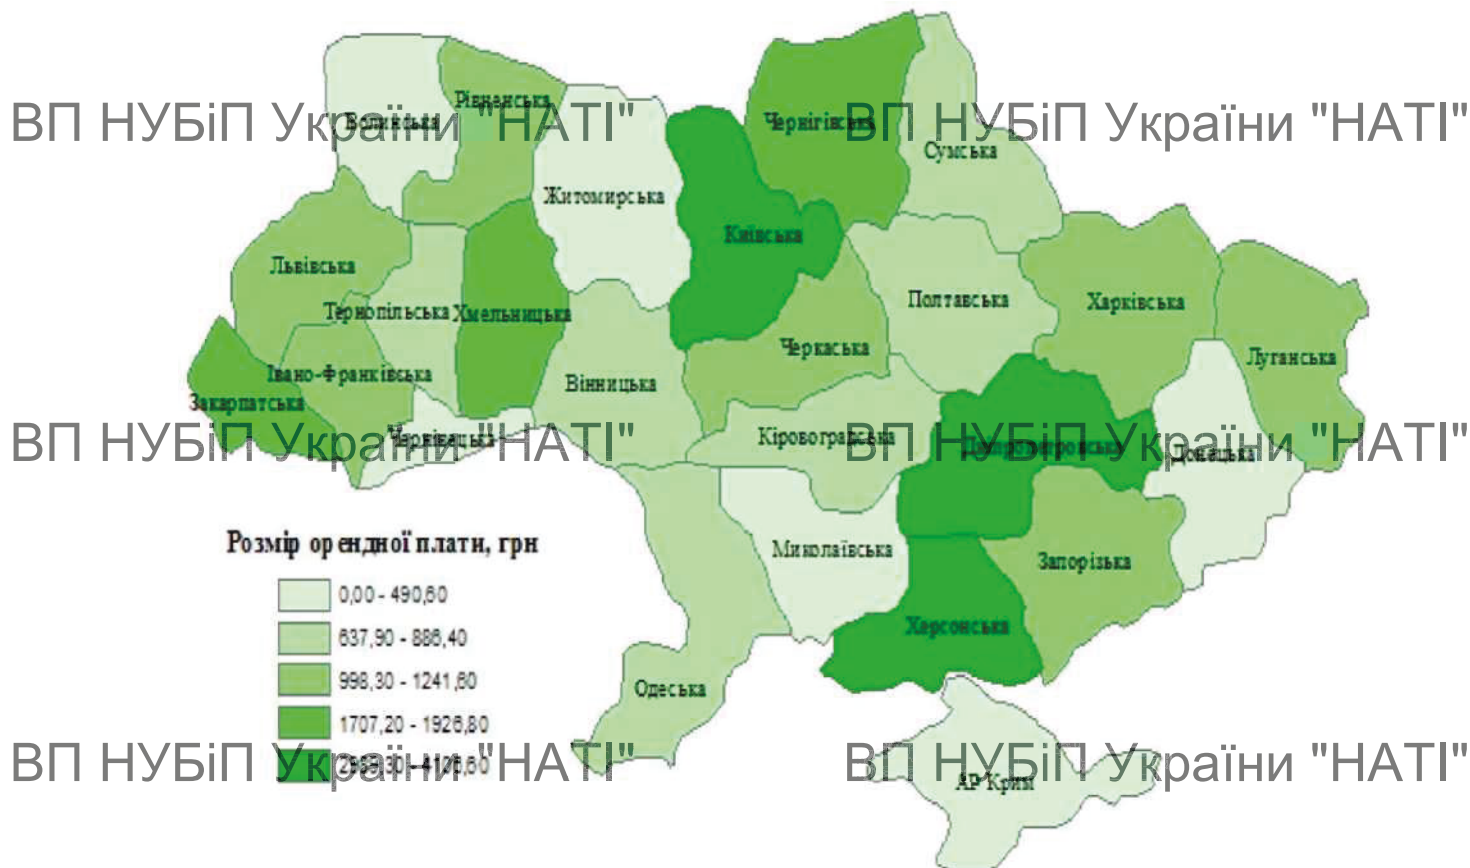 ВП НУБіП України "НАТІ" ВП НУБіП України "НАТІ"
Волинська
Рівненська
Чернігівська
Сумська
Житомирська
Київська
Львівська
Тернопільська
Хмельницька
Полтавська
Харківська
Черкаська
Луганська
Івано-Франківська
Вінницька
Закарпатська
ВП НУБіП України "НАТІ" ВП НУБіП України "НАТІ"
Чернівецька
Кіровоградська
Дніпропетровська
Донецька
Розмір орендної плати, грн
Миколаївська
Запорізька
0,00 - 490,60
637,90 - 886,40
Херсонська
998,30 - 1241,60
Одеська
1707,20 - 1926,80
ВП НУБіП України "НАТІ" ВП НУБіП України "НАТІ"
АР Крим